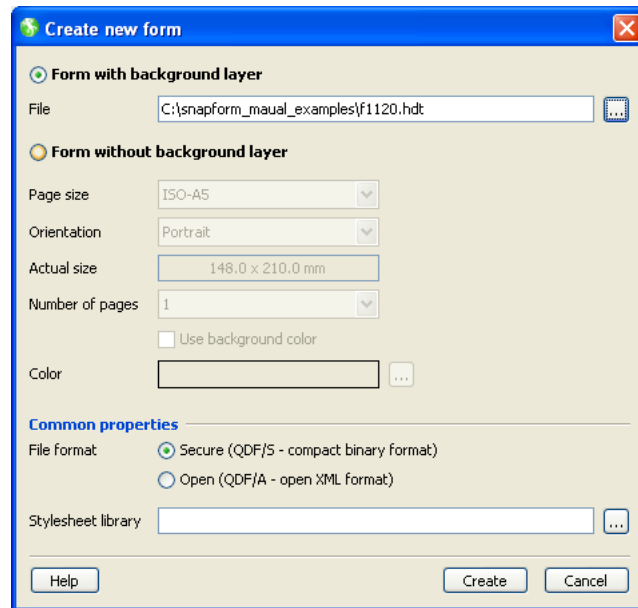 Create new form
Form with background layer
File C:\snapform_maual_examples\f1120.hdt ...
Form without background layer
Page size ISO-A5
Orientation Portrait
Actual size 148.0 x 210.0 mm
Number of pages 1
Use background color
Color ...
Common properties
File format Secure (QDF/S - compact binary format)
Open (QDF/A - open XML format)
Stylesheet library ...
Help Create Cancel